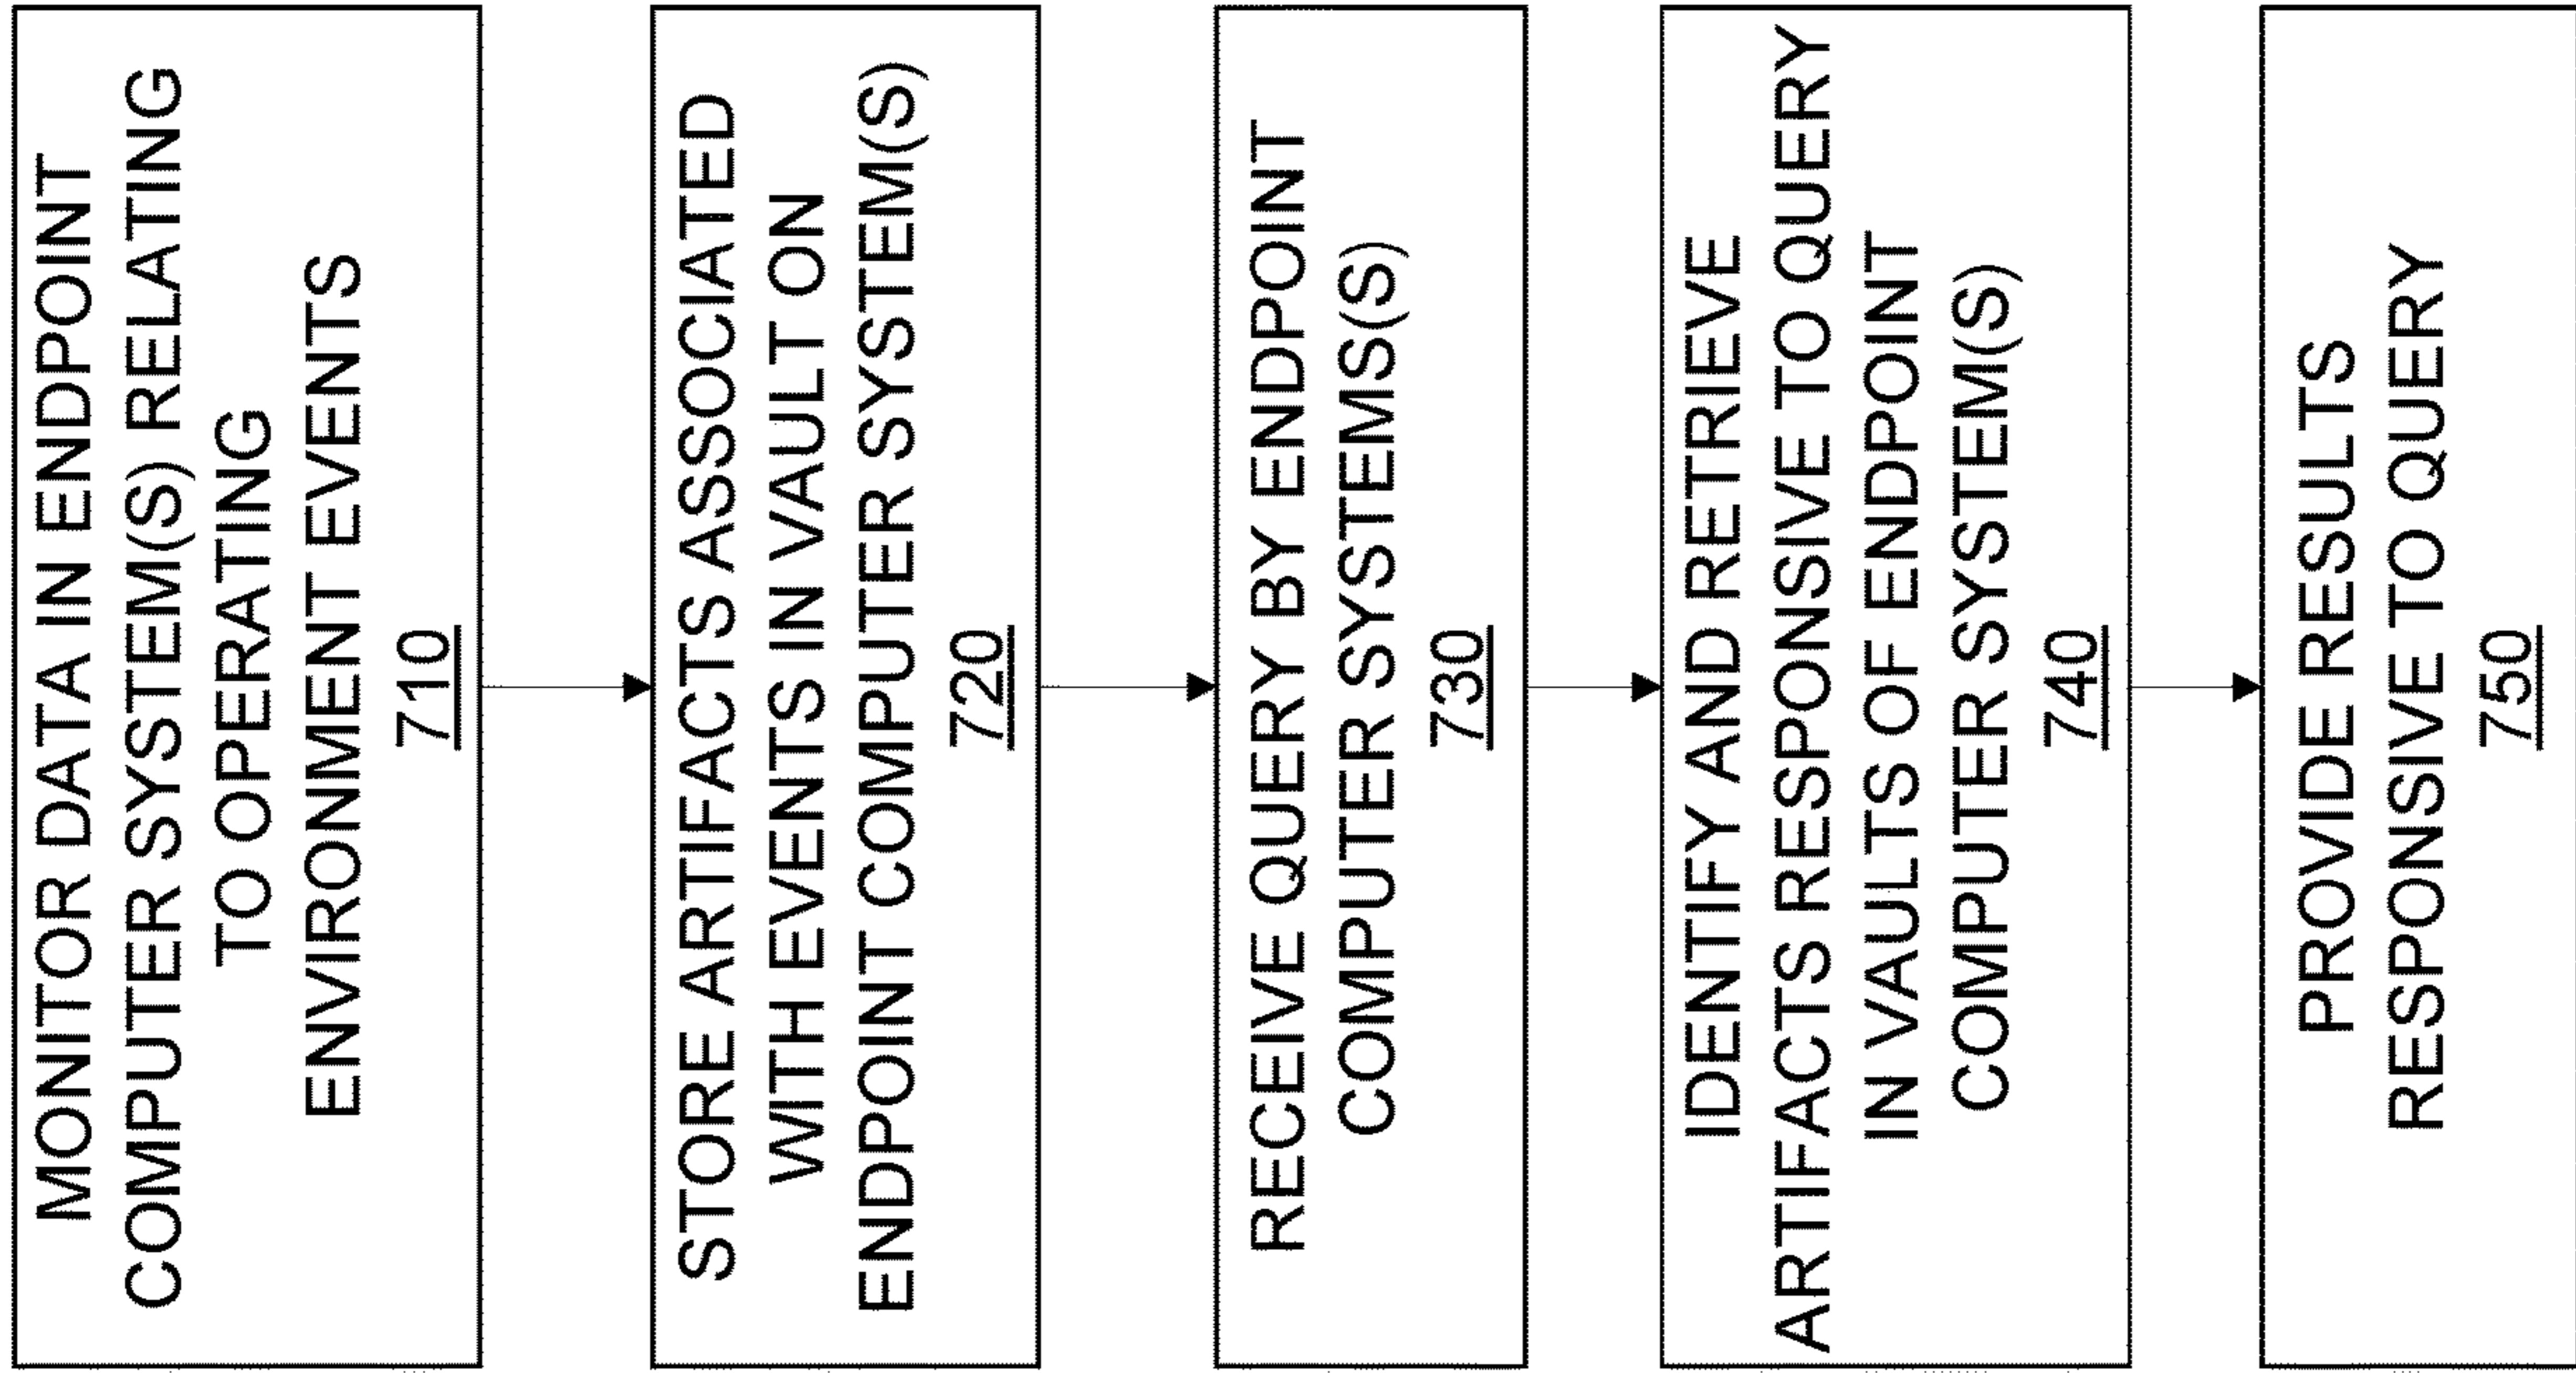 MONITOR DATA IN ENDPOINT
COMPUTER SYSTEM(S) RELATING
TO OPERATING
ENVIRONMENT EVENTS
710
STORE ARTIFACTS ASSOCIATED
WITH EVENTS IN VAULT ON
ENDPOINT COMPUTER SYSTEM(S)
720
RECEIVE QUERY BY ENDPOINT
COMPUTER SYSTEMS(S)
730
IDENTIFY AND RETRIEVE
ARTIFACTS RESPONSIVE TO QUERY
IN VAULTS OF ENDPOINT
COMPUTER SYSTEM(S)
740
PROVIDE RESULTS
RESPONSIVE TO QUERY
750